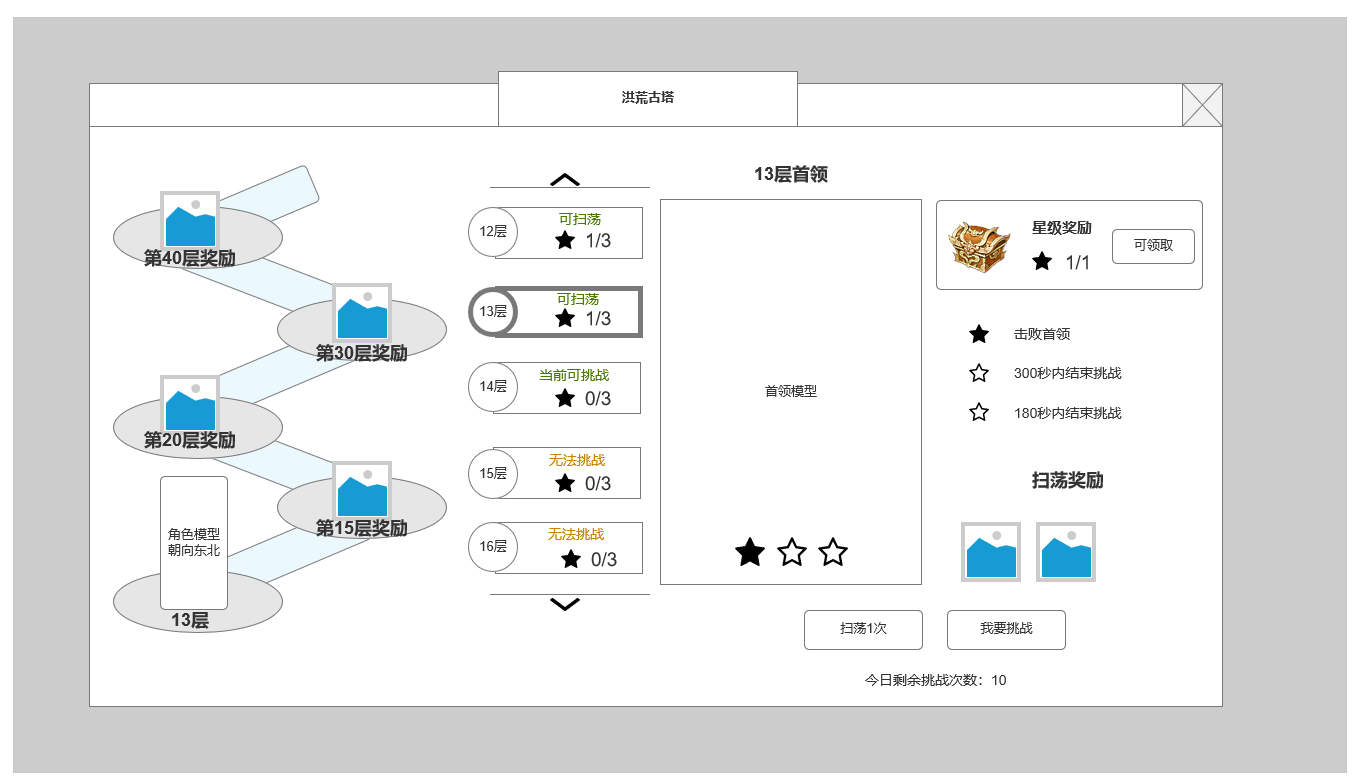 洪荒古塔
第40层奖励
第30层奖励
第20层奖励
第15层奖励
角色模型
朝向东北
13层
12层
可扫荡
1/3
13层
可扫荡
1/3
14层
当前可挑战
0/3
15层
无法挑战
0/3
16层
无法挑战
0/3
13层首领
首领模型
星级奖励
1/1
可领取
击败首领
300秒内结束挑战
180秒内结束挑战
扫荡奖励
扫荡1次
我要挑战
今日剩余挑战次数：10